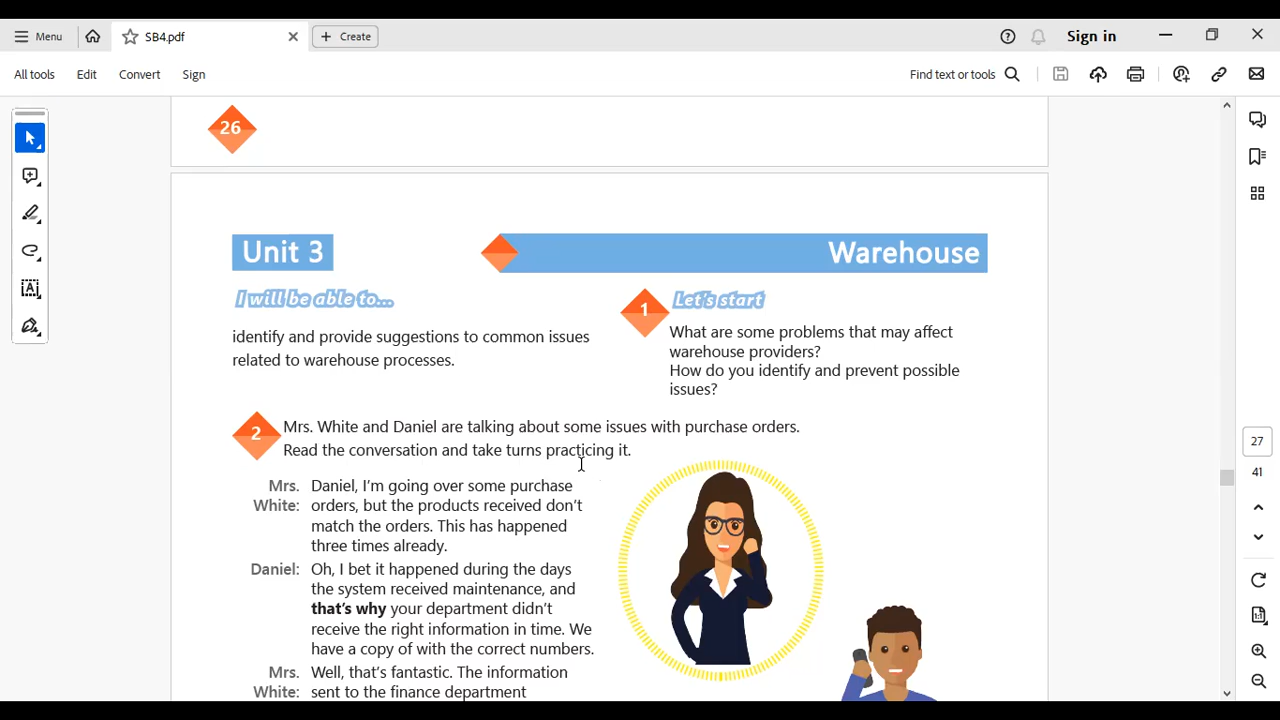 Menu
SB4.pdf
Create
Sign in
All tools
Edit
Convert
Sign
Find text or tools
26
Unit 3
Warehouse
I will be able to...
identify and provide suggestions to common issues
related to warehouse processes.
1
Let's start
What are some problems that may affect
warehouse providers?
How do you identify and prevent possible
issues?
2
Mrs. White and Daniel are talking about some issues with purchase orders.
Read the conversation and take turns practicing it.
Mrs. Daniel, I'm going over some purchase
White: orders, but the products received don't
match the orders. This has happened
three times already.
Daniel: Oh, I bet it happened during the days
the system received maintenance, and
that's why your department didn't
receive the right information in time. We
have a copy of with the correct numbers.
Mrs. Well, that's fantastic. The information
White: sent to the finance department
27
41